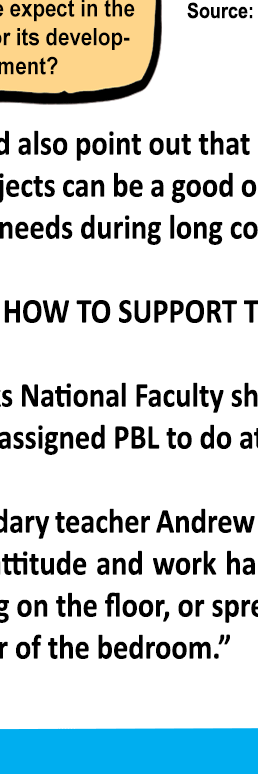 e expect in the
or its develop-
ment?
Source:
d also point out that
jects can be a good o
needs during long co
HOW TO SUPPORT T
s National Faculty sh
assigned PBL to do at
dary teacher Andrew
attitude and work ha
g on the floor, or spre
r of the bedroom.”